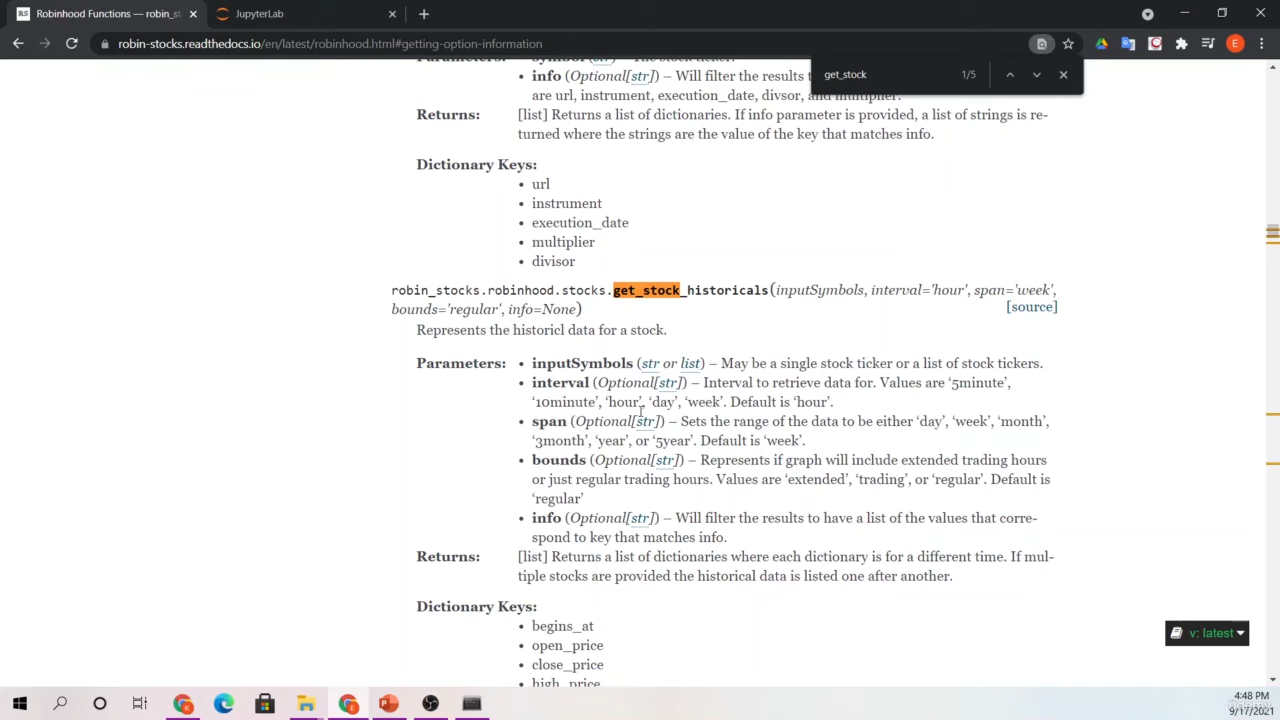 Robinhood Functions — rob_s
JupyterLab
robin-stocks.readthedocs.io/en/latest/robinhood.html#getting-option-information
E
get_stock
1/5
• info (Optional[str]) – Will filter the results t
are url, instrument, execution_date, divsor, and multiplier.
Returns: [list] Returns a list of dictionaries. If info parameter is provided, a list of strings is re-
turned where the strings are the value of the key that matches info.
Dictionary Keys:
• url
• instrument
• execution_date
• multiplier
• divisor
robin_stocks.robinhood.stocks.get_stock_historicals(inputSymbols, interval='hour', span='week',
bounds='regular', info=None) [source]
Represents the historicl data for a stock.
Parameters: • inputSymbols (str or list) – May be a single stock ticker or a list of stock tickers.
• interval (Optional[str]) – Interval to retrieve data for. Values are ‘5minute’,
‘10minute’, ‘hour’, ‘day’, ‘week’. Default is ‘hour’.
• span (Optional[str]) – Sets the range of the data to be either ‘day’, ‘week’, ‘month’,
‘3month’, ‘year’, or ‘5year’. Default is ‘week’.
• bounds (Optional[str]) – Represents if graph will include extended trading hours
or just regular trading hours. Values are ‘extended’, ‘trading’, or ‘regular’. Default is
‘regular’
• info (Optional[str]) – Will filter the results to have a list of the values that corre-
spond to key that matches info.
Returns: [list] Returns a list of dictionaries where each dictionary is for a different time. If mul-
tiple stocks are provided the historical data is listed one after another.
Dictionary Keys:
• begins_at
• open_price
• close_price
• high_price
v: latest
4:48 PM
9/17/2021